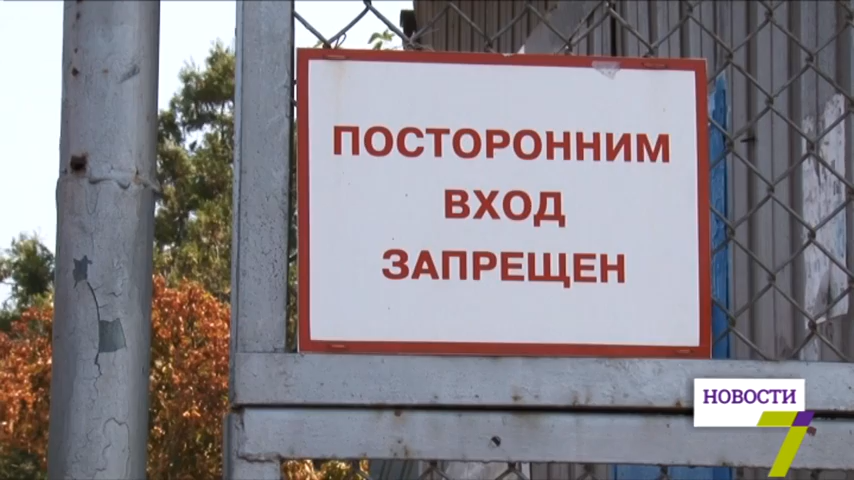 ПОСТОРОННИМ
ВХОД
ЗАПРЕЩЕН
НОВОСТИ
7